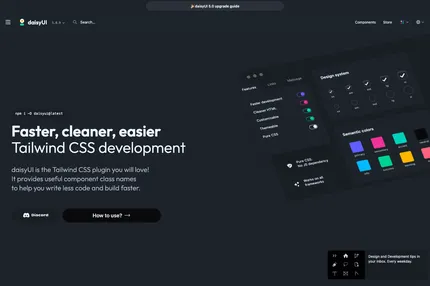 🎉 daisyUI 5.0 upgrade guide
daisyUI
Search...
Components
Store
npm i -D daisyui@latest
Faster, cleaner, easier
Tailwind CSS development
daisyUI is the Tailwind CSS plugin you will love!
It provides useful component class names
to help you write less code and build faster.
Discord
How to use? →
Features
Faster development
Cleaner HTML
Customizable
Themeable
Pure CSS
Design system
Semantic colors
Pure CSS
No JS dependency
Works on all
frameworks
Design and Development tips in
your inbox. Every weekday.